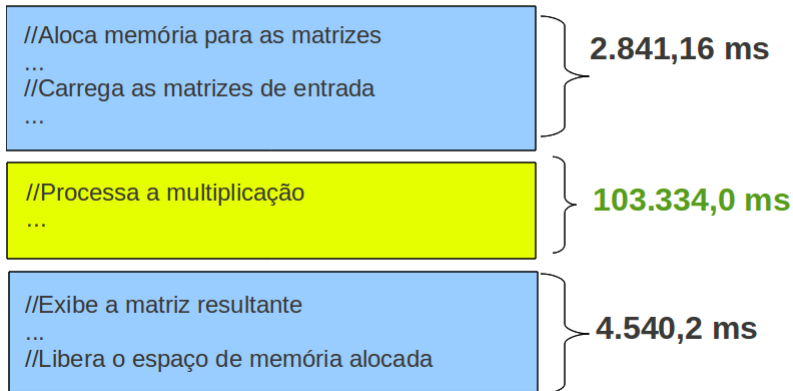 //Aloca memória para as matrizes
...
//Carrega as matrizes de entrada
...
2.841,16 ms
//Processa a multiplicação
...
103.334,0 ms
//Exibe a matriz resultante
...
//Libera o espaço de memória alocada
4.540,2 ms